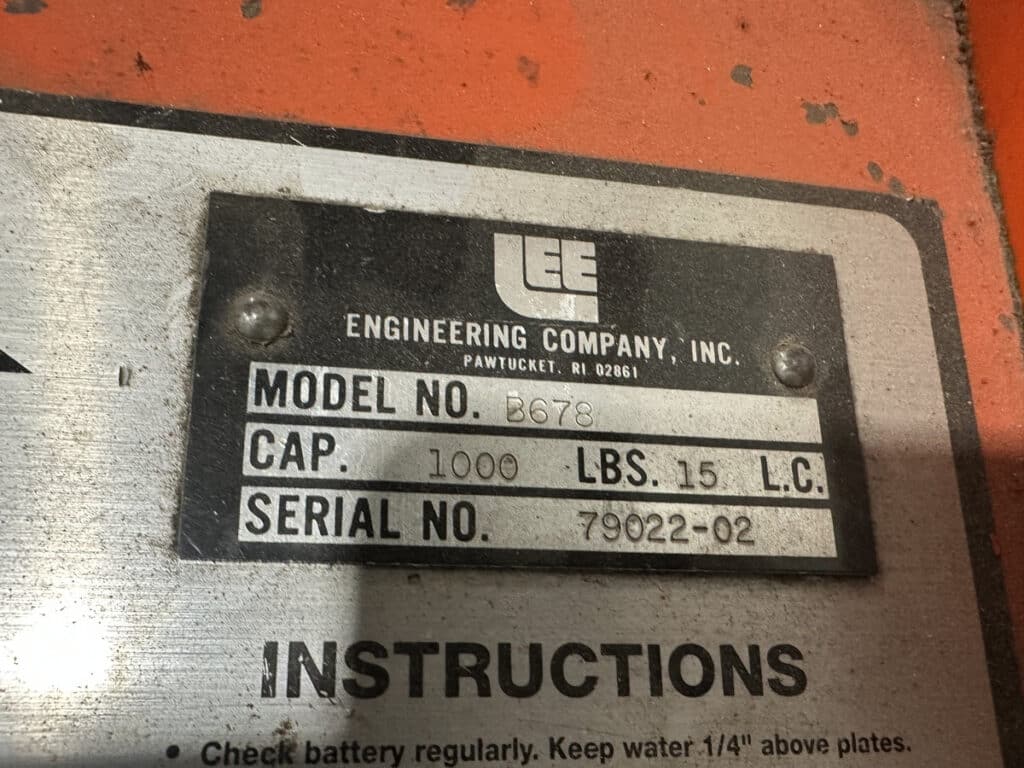 LEE
ENGINEERING COMPANY, INC.
PAWTUCKET, RI 02861
MODEL NO. B678
CAP. 1000 LBS. 15 L.C.
SERIAL NO. 79022-02
INSTRUCTIONS
• Check battery regularly. Keep water 1/4" above plates.